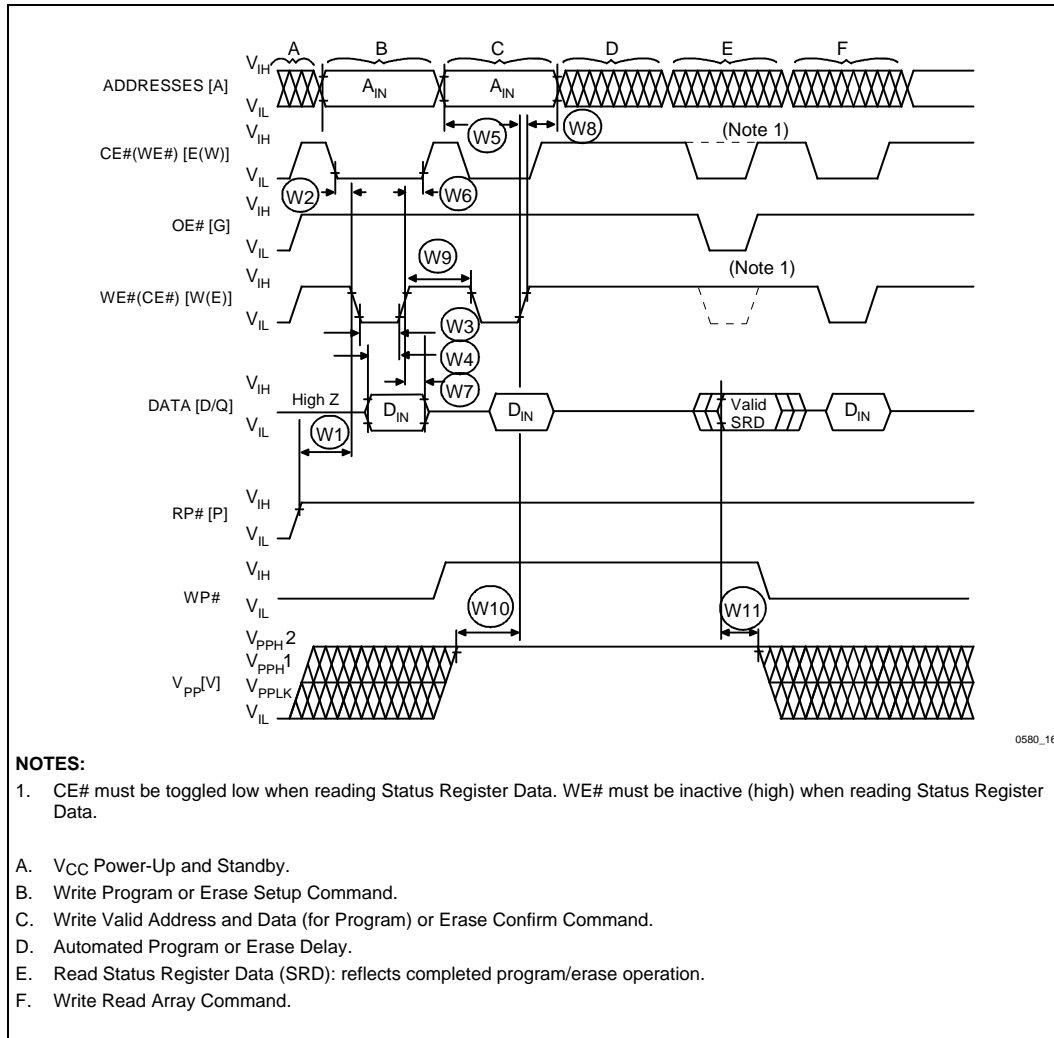 A B C D E F
ADDRESSES [A]
VIH
VIL
AIN
AIN
W5
W8
CE#(WE#) [E(W)]
VIH
VIL
(Note 1)
W2
W6
OE# [G]
VIH
VIL
WE#(CE#) [W(E)]
VIH
VIL
W9
(Note 1)
W3
W4
W7
DATA [D/Q]
VIH
VIL
High Z
DIN
DIN
Valid
SRD
DIN
W1
RP# [P]
VIH
VIL
WP#
VIH
VIL
W10
W11
VPP[V]
VPPH2
VPPH1
VPPLK
VIL
0580_16
NOTES:
1. CE# must be toggled low when reading Status Register Data. WE# must be inactive (high) when reading Status Register
Data.
A. VCC Power-Up and Standby.
B. Write Program or Erase Setup Command.
C. Write Valid Address and Data (for Program) or Erase Confirm Command.
D. Automated Program or Erase Delay.
E. Read Status Register Data (SRD): reflects completed program/erase operation.
F. Write Read Array Command.